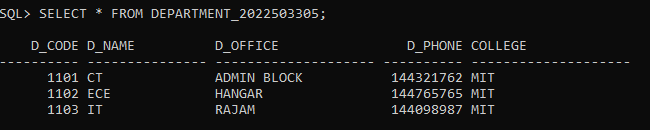 SQL> SELECT * FROM DEPARTMENT_2022503305;
D_CODE D_NAME D_OFFICE D_PHONE COLLEGE
---------- -------------------- -------------------- ---------- --------------------
1101 CT ADMIN BLOCK 144321762 MIT
1102 ECE HANGAR 144765765 MIT
1103 IT RAJAM 144098987 MIT